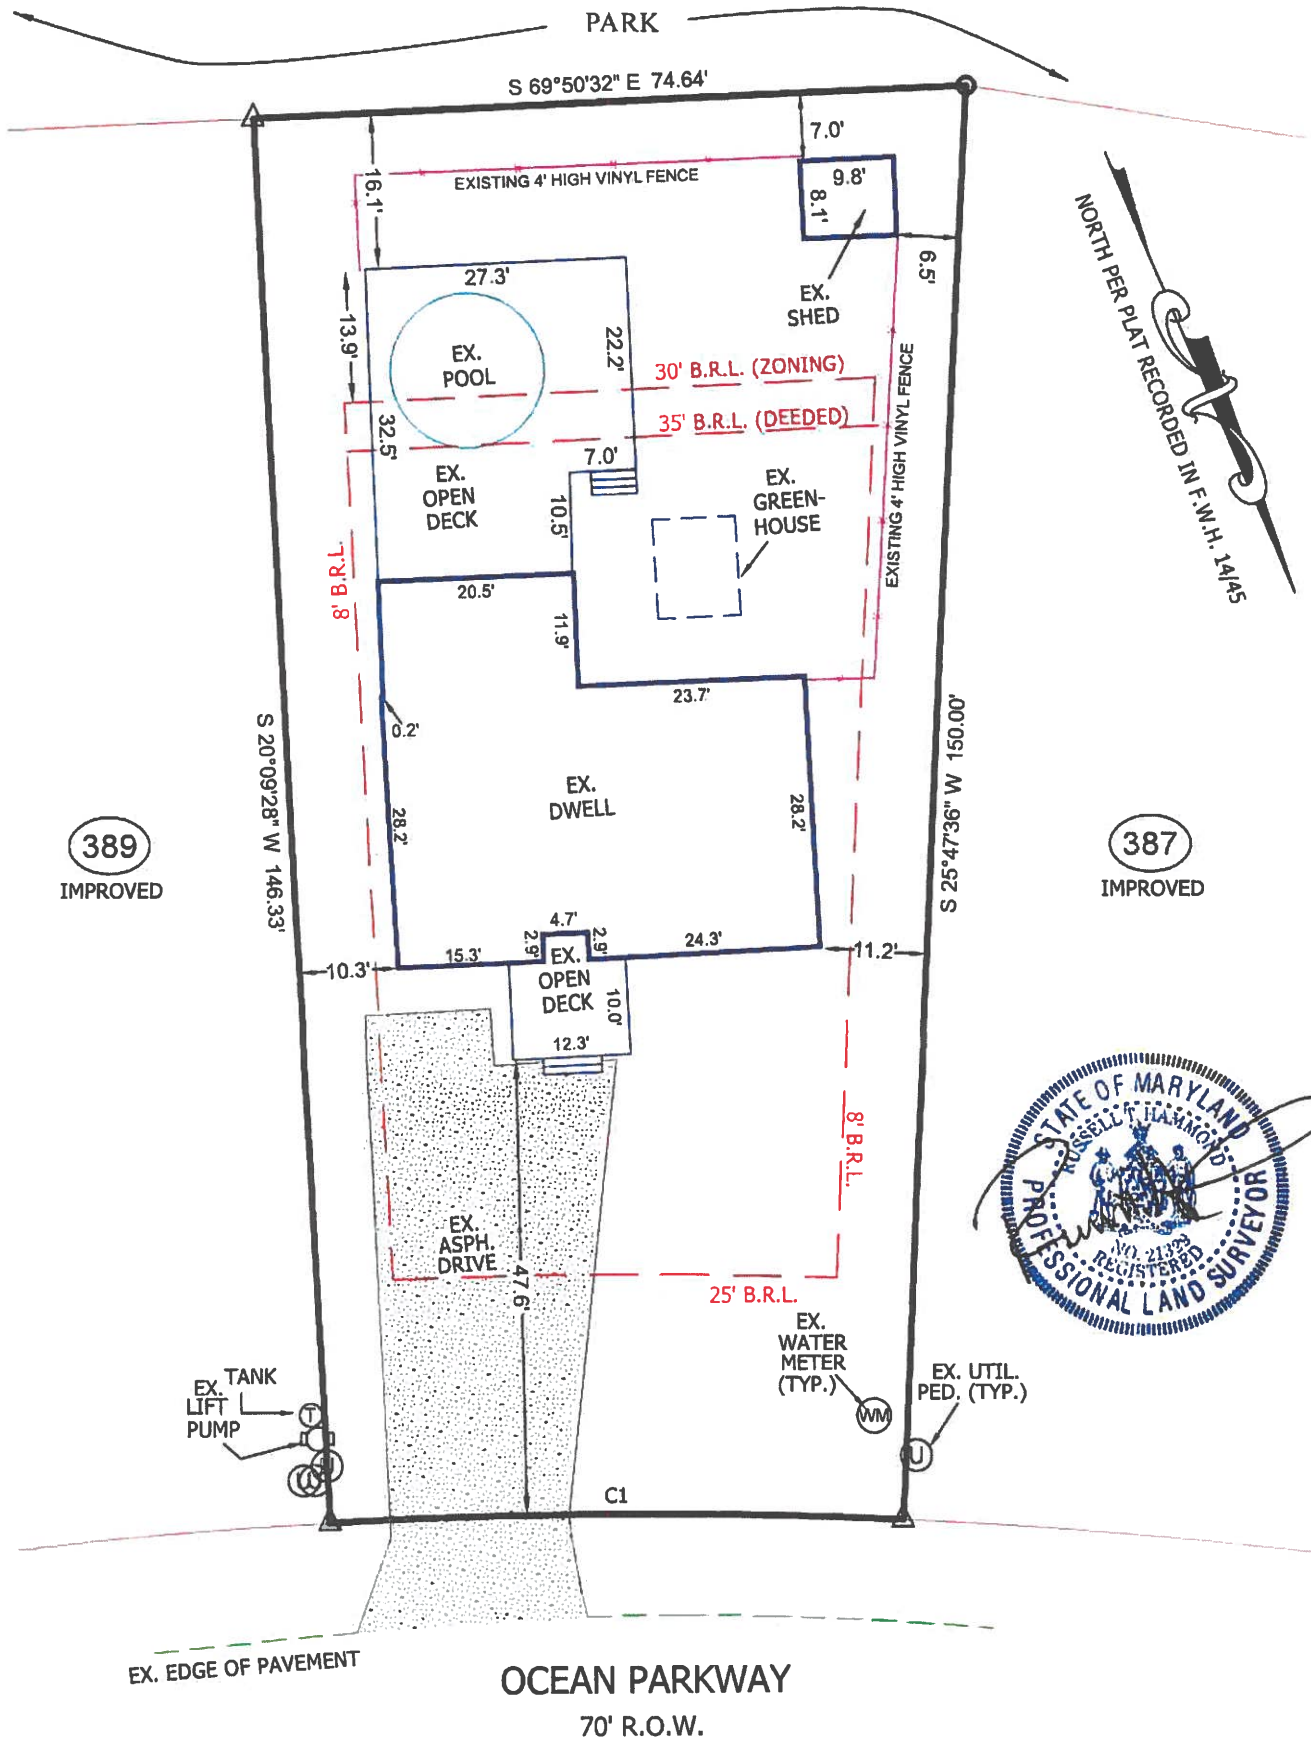 PARK
S 69°50'32" E 74.64'
7.0'
16.1'
EXISTING 4' HIGH VINYL FENCE
9.8'
8.1'
6.5'
EX.
SHED
NORTH PER PLAT RECORDED IN F.W.H. 14/45
27.3'
13.9'
22.2'
EX.
POOL
30' B.R.L. (ZONING)
35' B.R.L. (DEEDED)
EXISTING 4' HIGH VINYL FENCE
32.5'
7.0'
EX.
OPEN
DECK
10.5'
EX.
GREEN-
HOUSE
8' B.R.L.
20.5'
11.9'
23.7'
0.2'
S 20°09'28" W 146.33'
S 25°47'36" W 150.00'
EX.
DWELL
28.2'
28.2'
389
IMPROVED
387
IMPROVED
4.7'
2.9'
2.9'
15.3'
24.3'
10.3'
11.2'
EX.
OPEN
DECK
10.0'
12.3'
8' B.R.L.
STATE OF MARYLAND
RUSSELL T. HAMMOND
NO. 21399
REGISTERED
PROFESSIONAL LAND SURVEYOR
EX.
ASPH.
DRIVE
47.6'
25' B.R.L.
EX.
WATER
METER
(TYP.)
WM
EX. UTIL.
PED. (TYP.)
U
TANK
T
EX.
LIFT
PUMP
U
C1
EX. EDGE OF PAVEMENT
OCEAN PARKWAY
70' R.O.W.